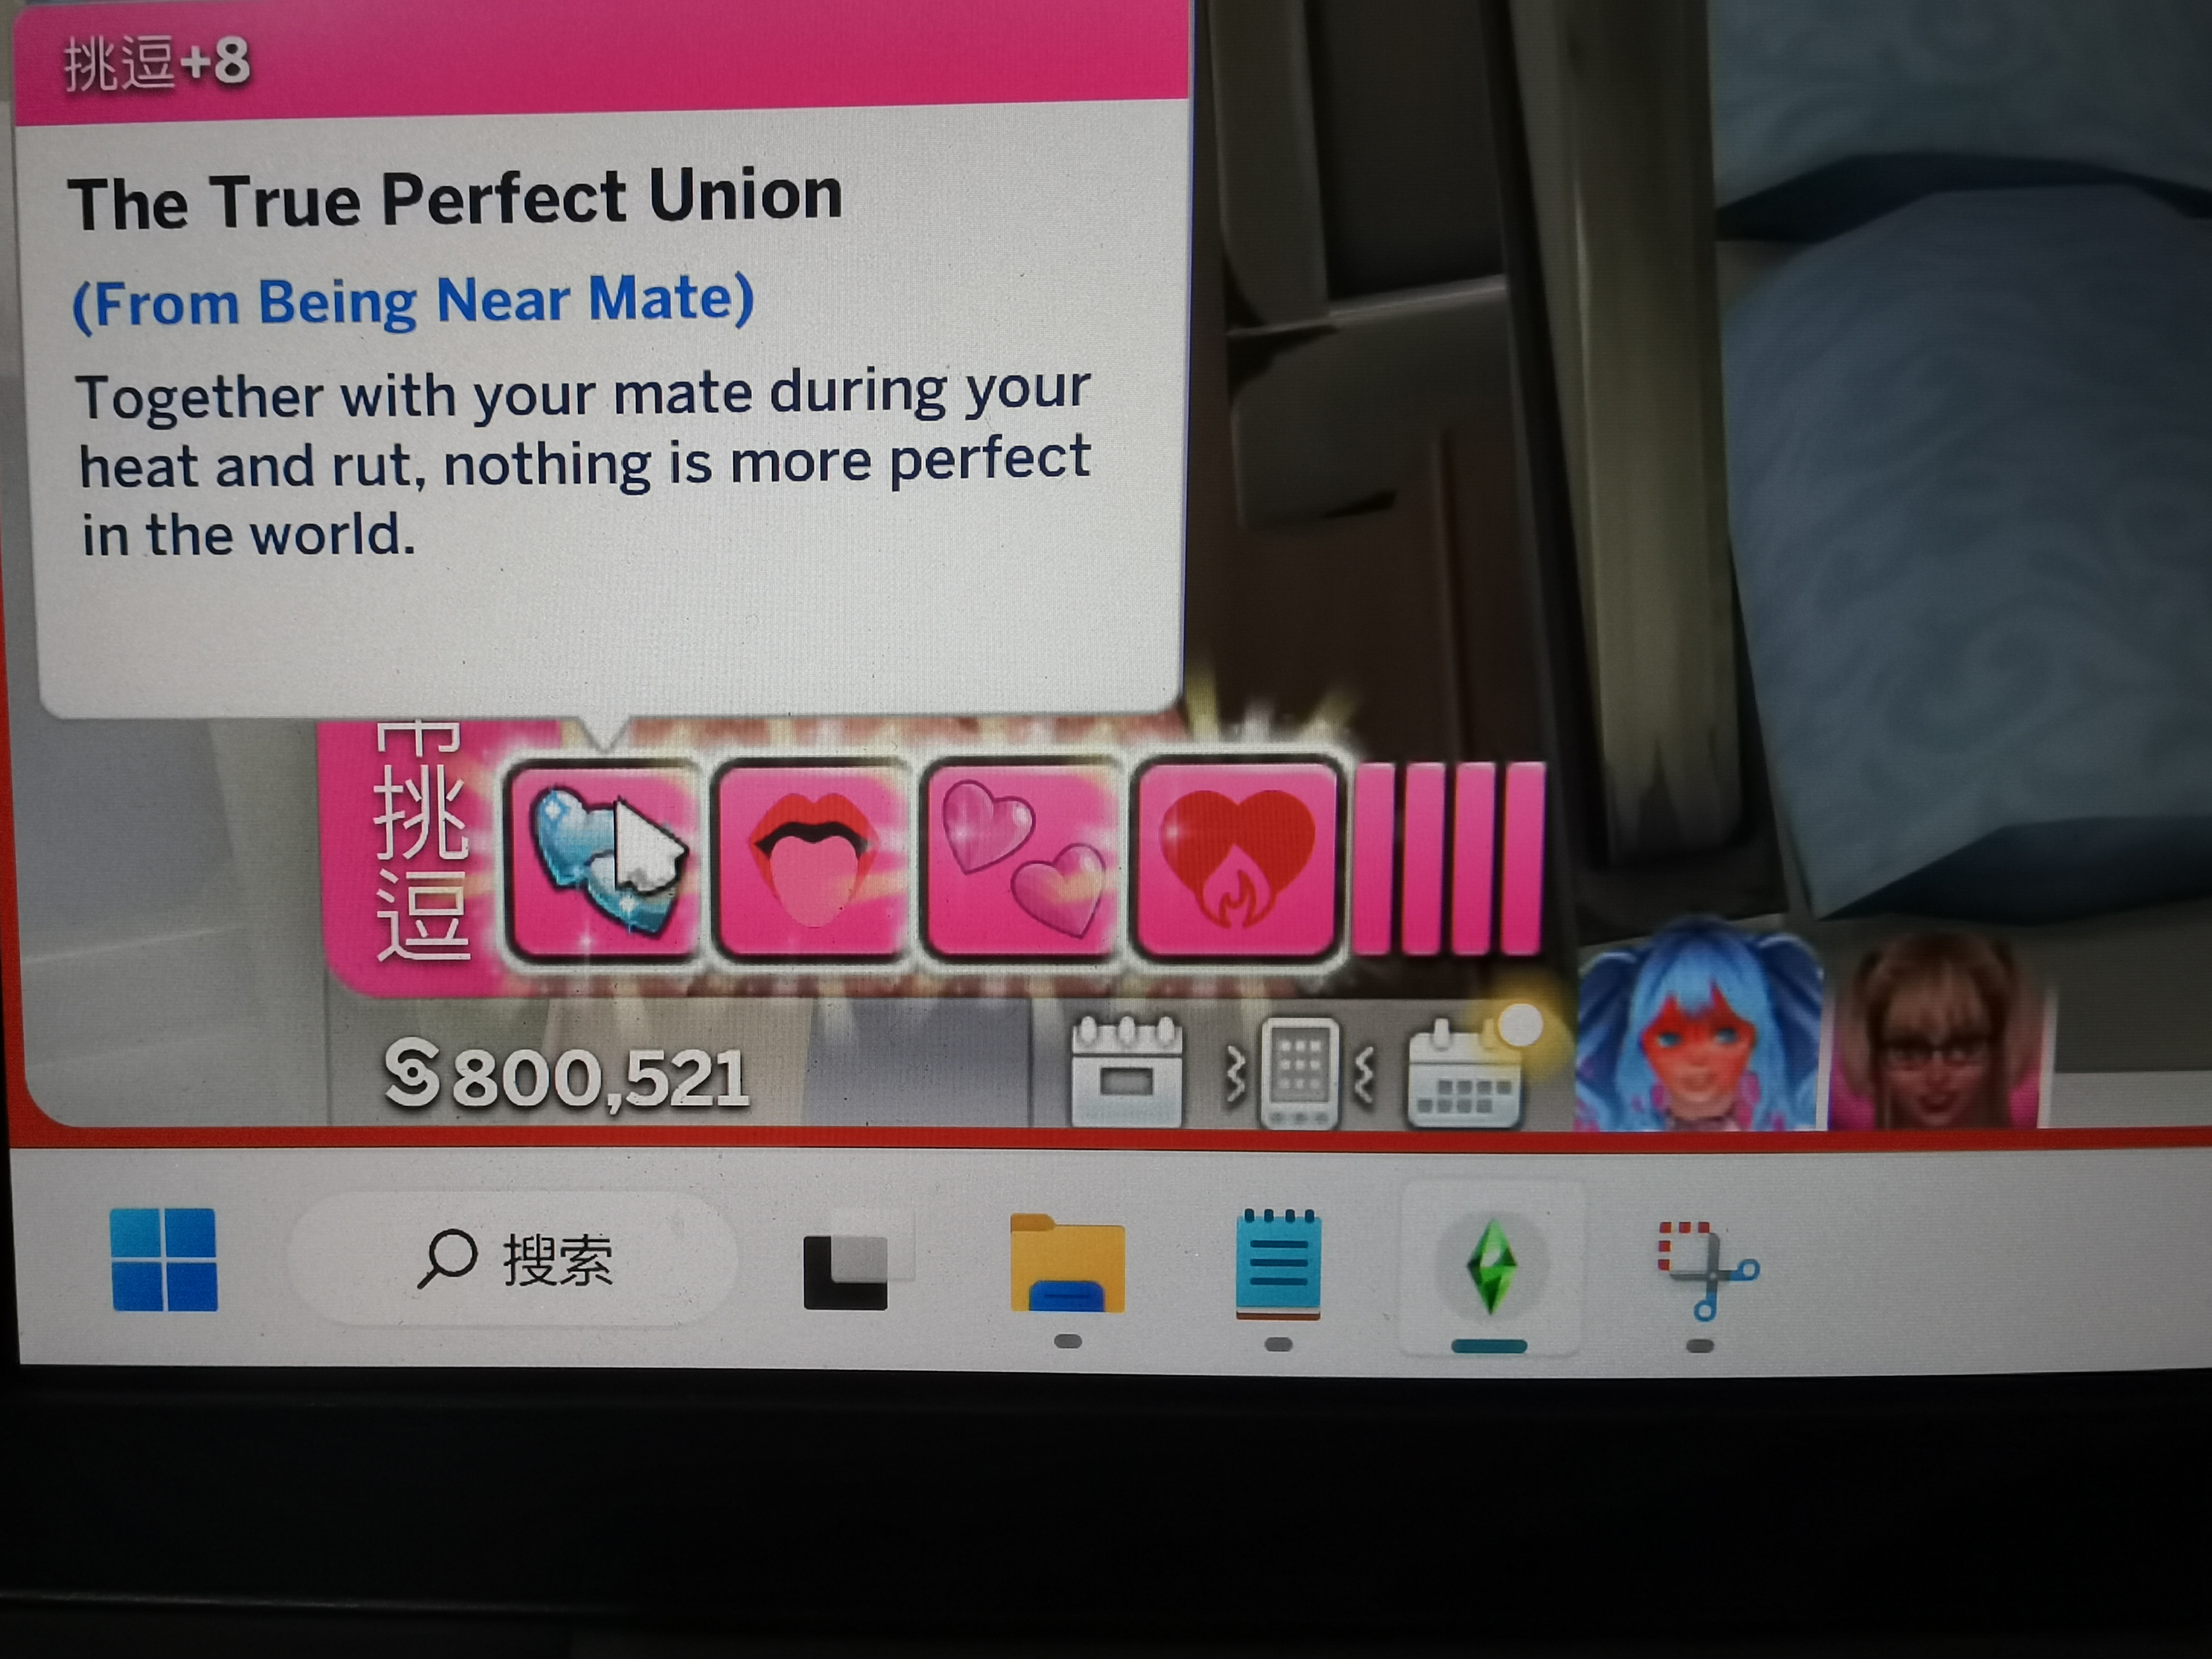 挑逗+8
The True Perfect Union
(From Being Near Mate)
Together with your mate during your
heat and rut, nothing is more perfect
in the world.
挑逗
§800,521
搜索